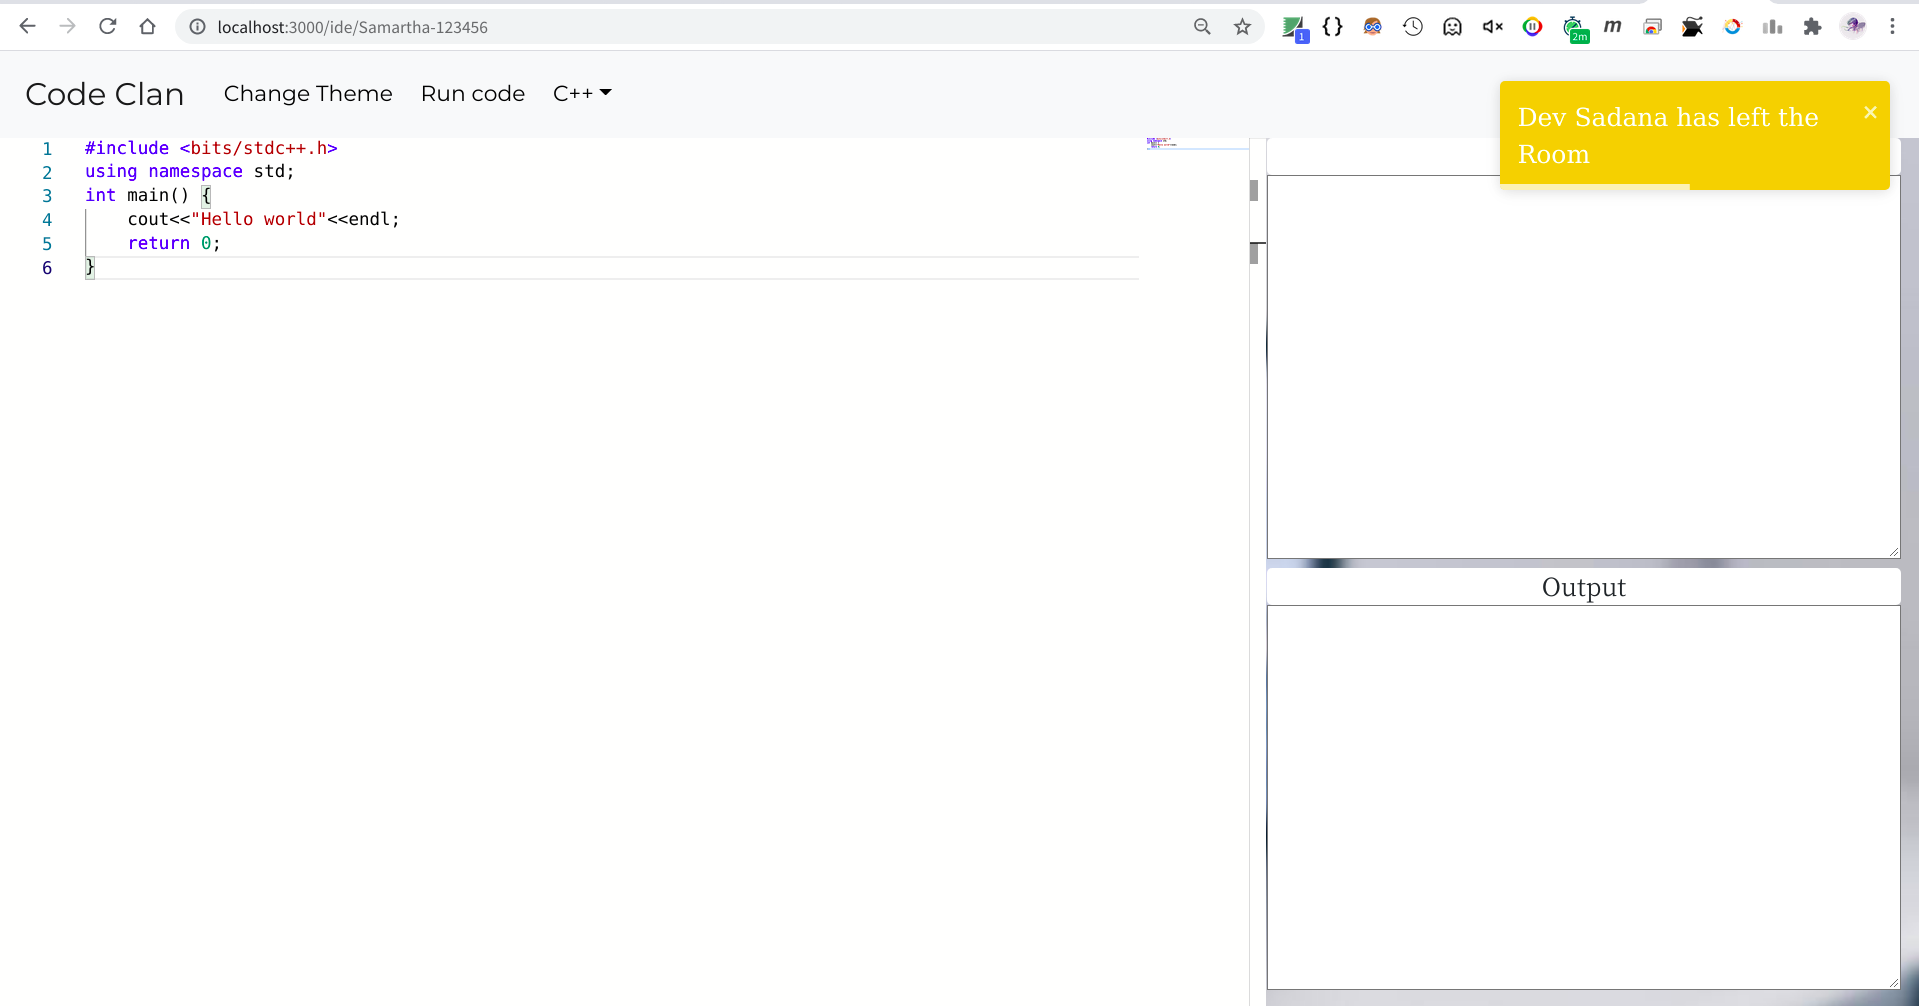 localhost:3000/ide/Samartha-123456
1
2m
m
Code Clan
Change Theme
Run code
C++
Dev Sadana has left the
Room
1 #include <bits/stdc++.h>
2 using namespace std;
3 int main() {
4 cout<<"Hello world"<<endl;
5 return 0;
6 }
Output